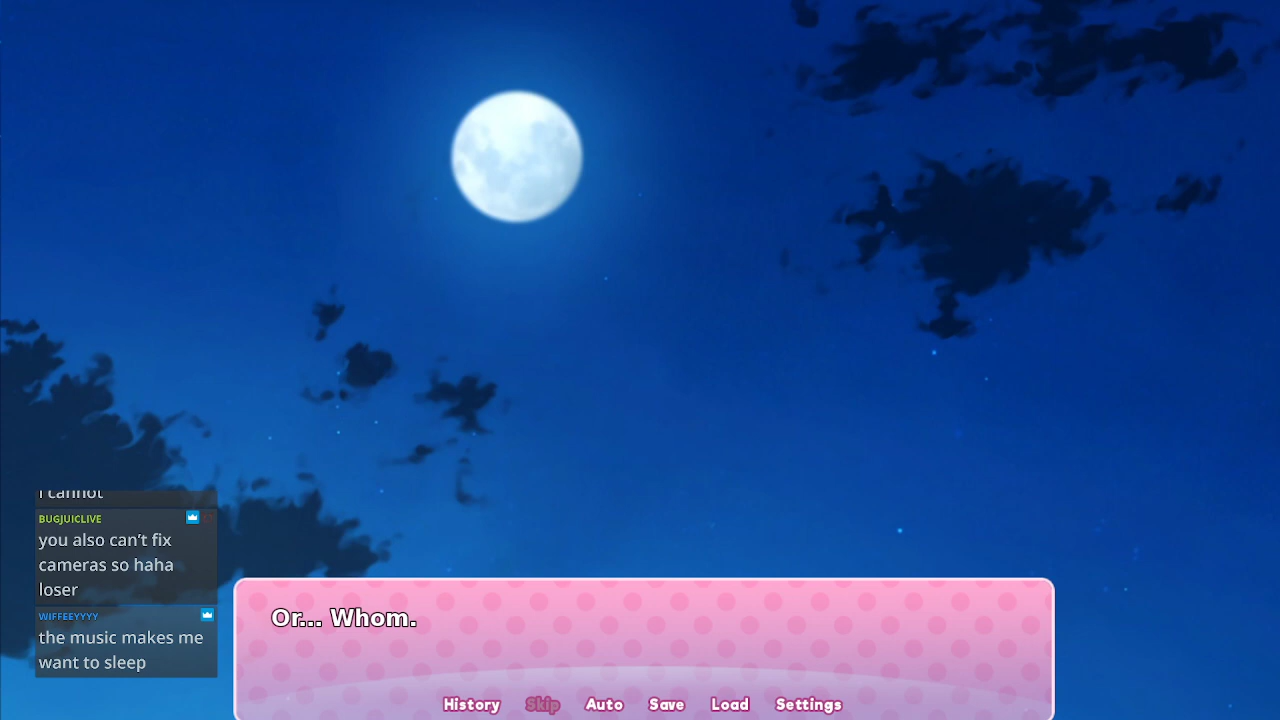 i cannot
BUGJUICLIVE
you also can't fix
cameras so haha
loser
WIFFEEYYYY
the music makes me
want to sleep
Or... Whom.
History Skip Auto Save Load Settings